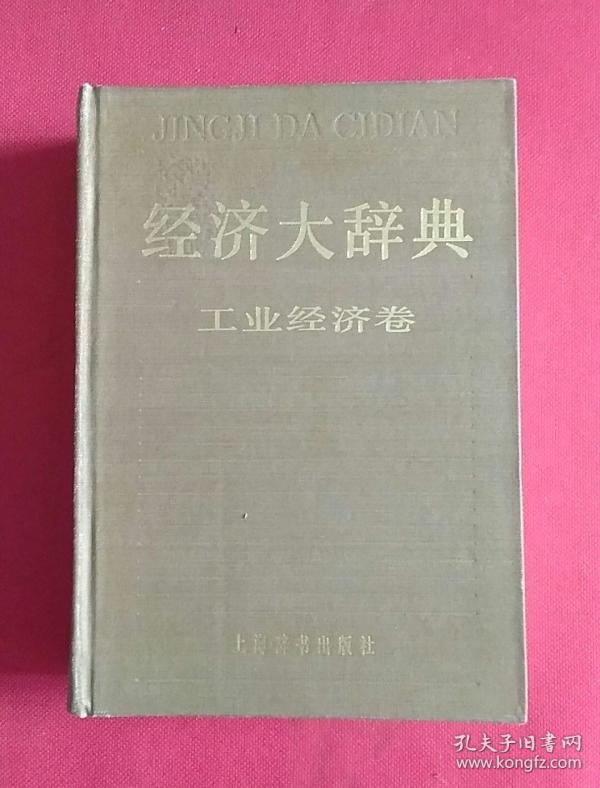 JINGJI DA CIDIAN
经济大辞典
工业经济卷
上海辞书出版社
孔夫子旧書网
www.kongfz.com